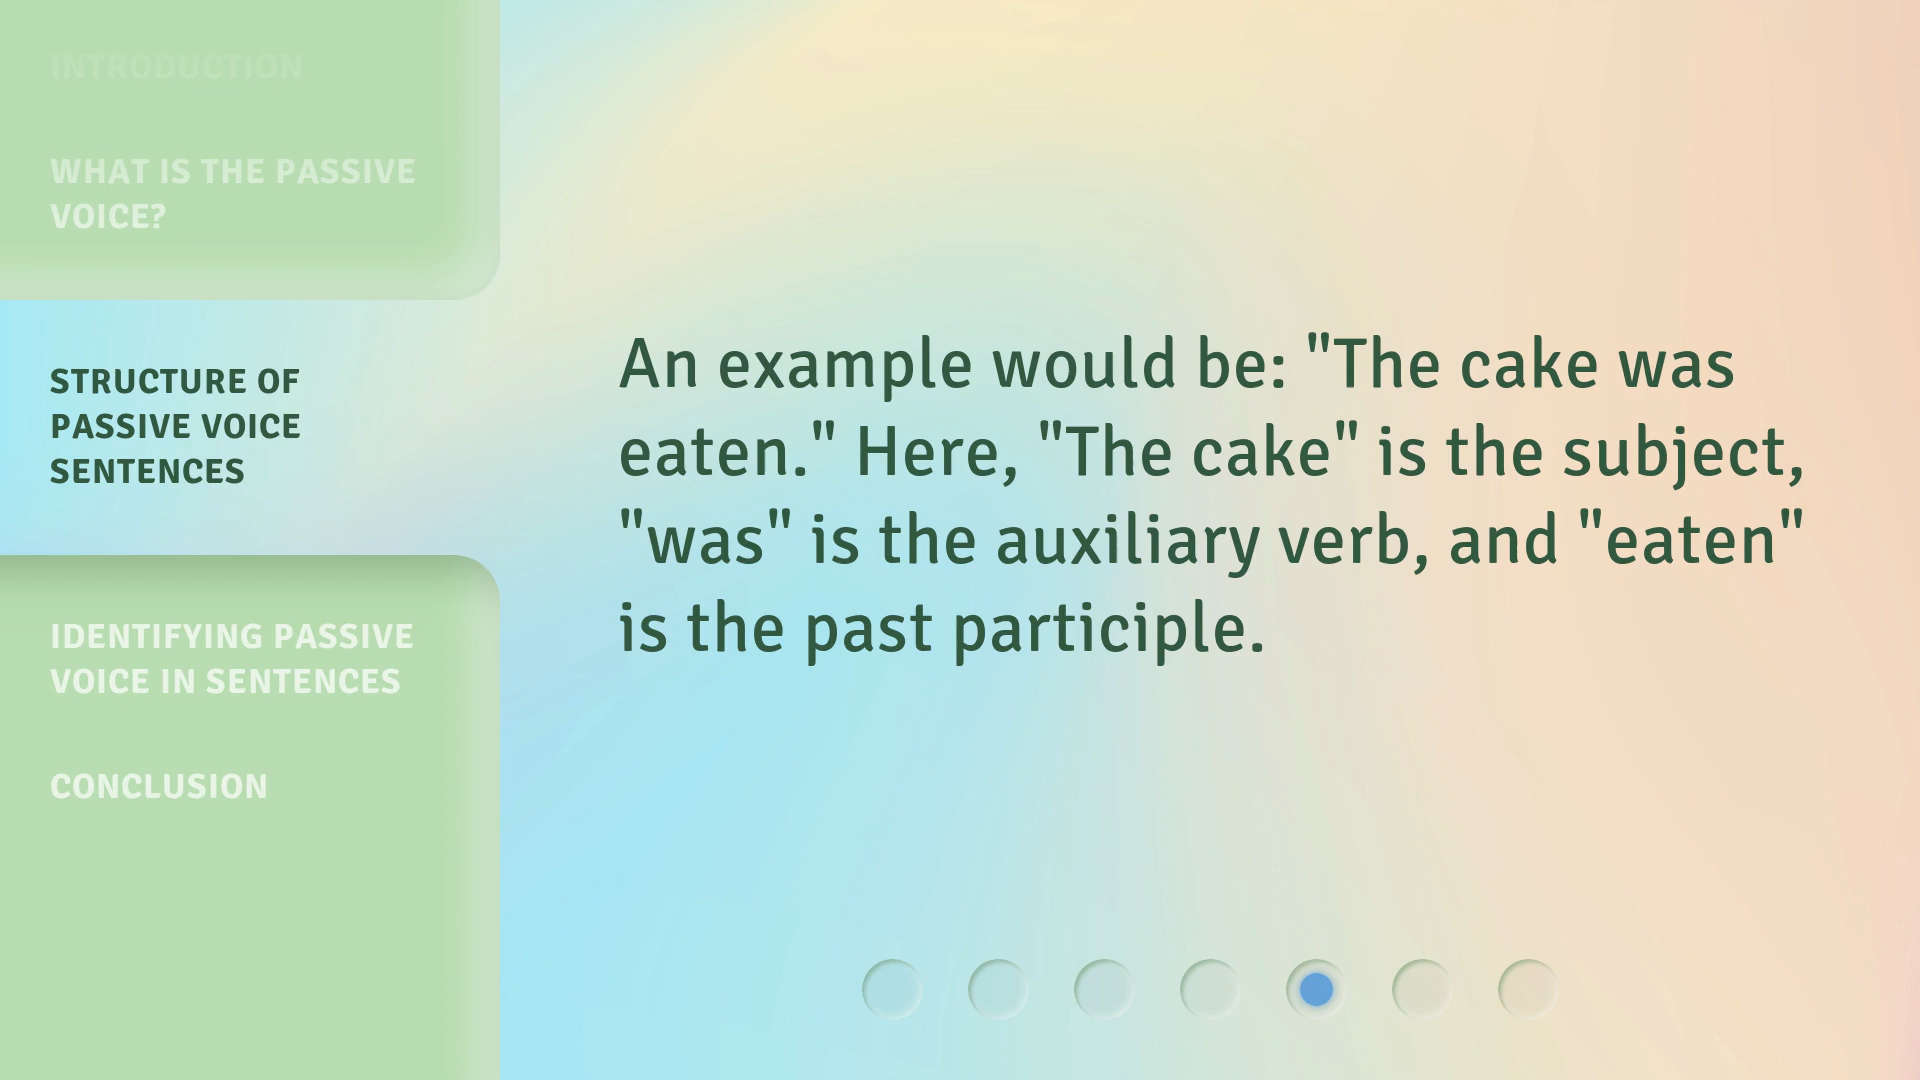 INTRODUCTION
WHAT IS THE PASSIVE
VOICE?
STRUCTURE OF
PASSIVE VOICE
SENTENCES
IDENTIFYING PASSIVE
VOICE IN SENTENCES
CONCLUSION
An example would be: "The cake was
eaten." Here, "The cake" is the subject,
"was" is the auxiliary verb, and "eaten"
is the past participle.